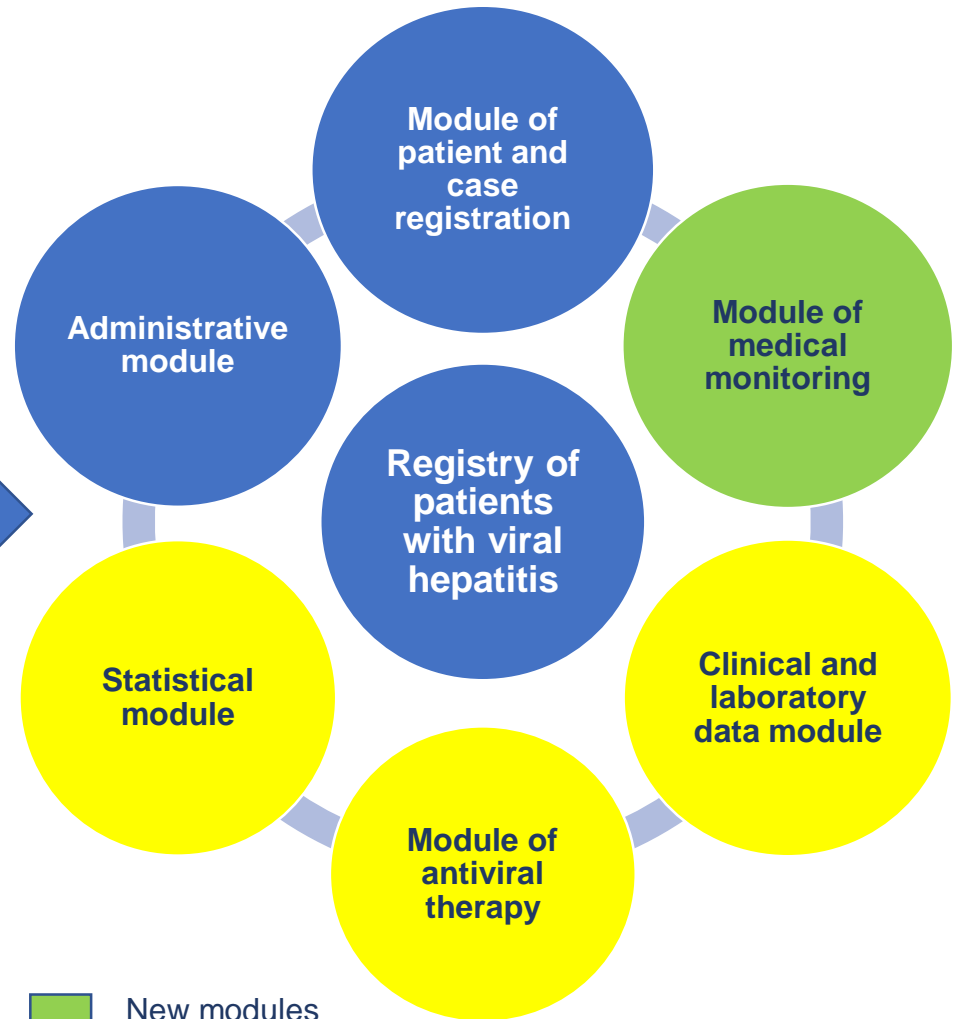 Module of
patient and
case
registration
Administrative
module
Module of
medical
monitoring
Registry of
patients
with viral
hepatitis
Statistical
module
Clinical and
laboratory
data module
Module of
antiviral
therapy
New modules